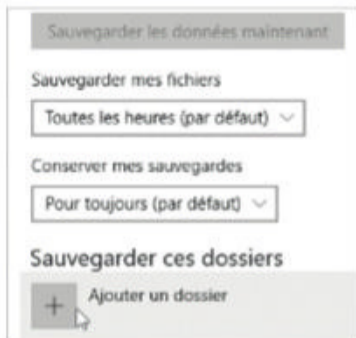 Sauvegarder les données maintenant
Sauvegarder mes fichiers
Toutes les heures (par défaut)
Conserver mes sauvegardes
Pour toujours (par défaut)
Sauvegarder ces dossiers
+ Ajouter un dossier